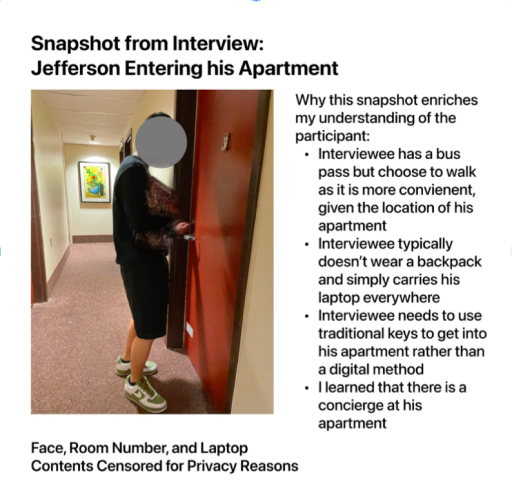 Snapshot from Interview:
Jefferson Entering his Apartment
Why this snapshot enriches
my understanding of the
participant:
• Interviewee has a bus
pass but choose to walk
as it is more convienent,
given the location of his
apartment
• Interviewee typically
doesn't wear a backpack
and simply carries his
laptop everywhere
• Interviewee needs to use
traditional keys to get into
his apartment rather than
a digital method
• I learned that there is a
concierge at his
apartment
Face, Room Number, and Laptop
Contents Censored for Privacy Reasons